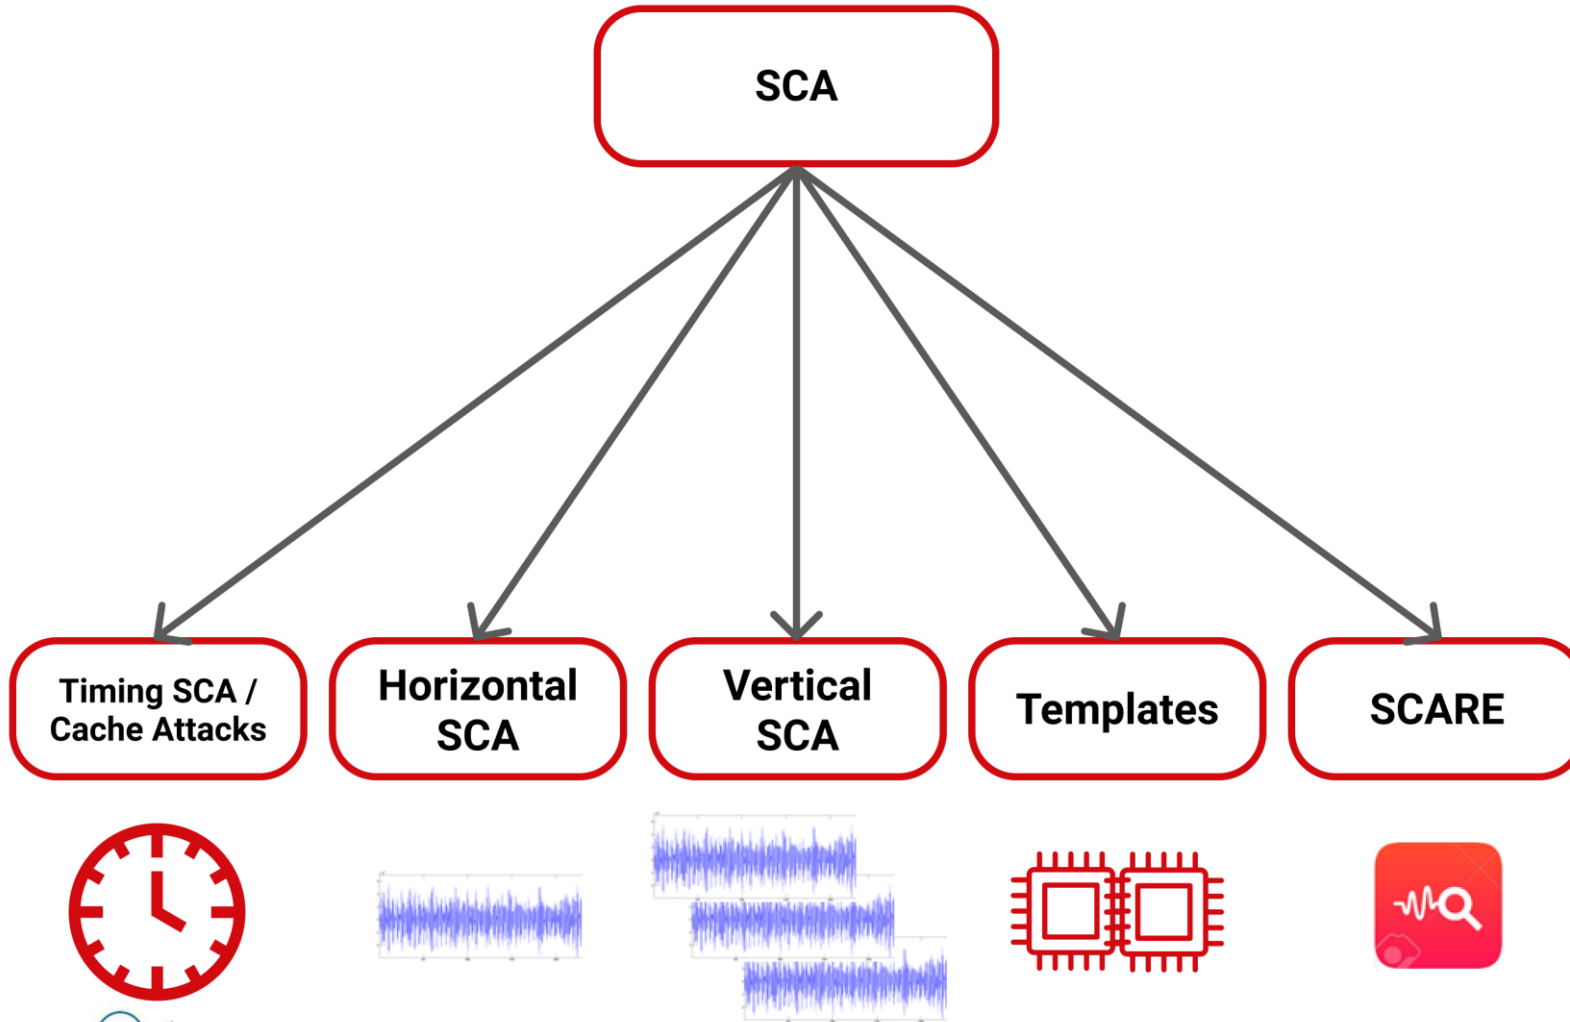 SCA
Timing SCA /
Cache Attacks
Horizontal
SCA
Vertical
SCA
Templates
SCARE